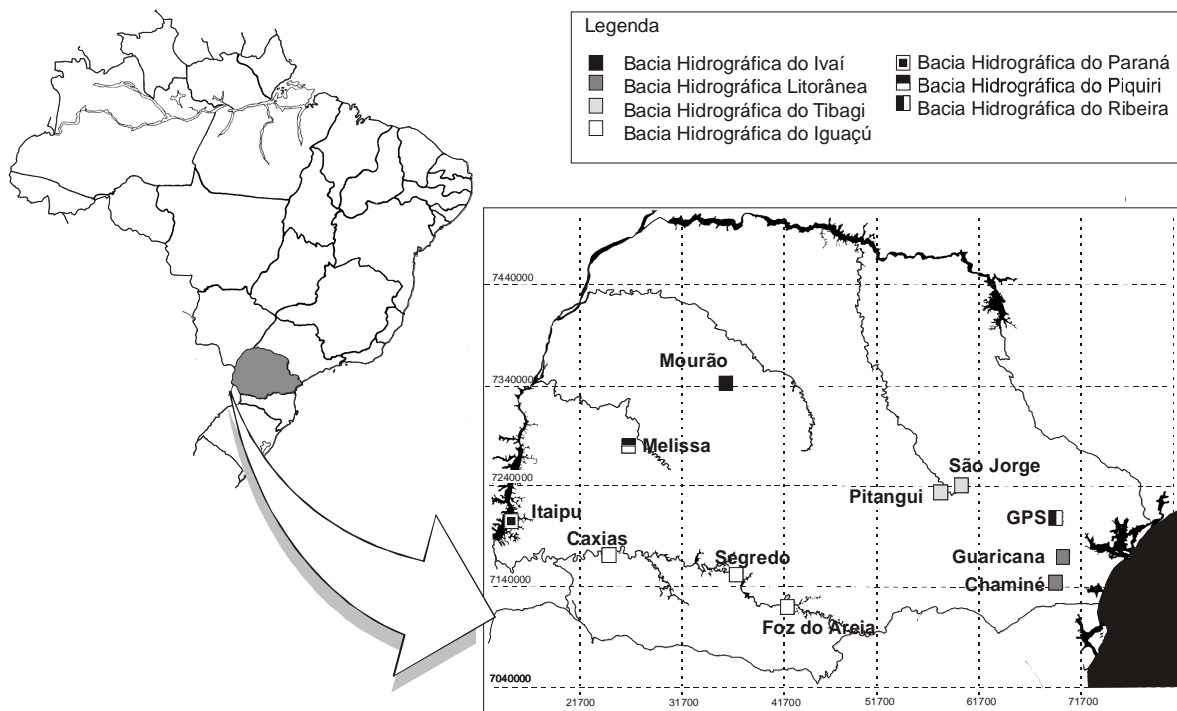 Legenda
Bacia Hidrográfica do Ivaí
Bacia Hidrográfica Litorânea
Bacia Hidrográfica do Tibagi
Bacia Hidrográfica do Iguaçú
Bacia Hidrográfica do Paraná
Bacia Hidrográfica do Piquiri
Bacia Hidrográfica do Ribeira
7440000
Mourão
7340000
Melissa
São Jorge
7240000
Pitangui
Itaipu
GPS
Caxias
Segredo
Guaricana
7140000
Chaminé
Foz do Areia
7040000
21700 31700 41700 51700 61700 71700